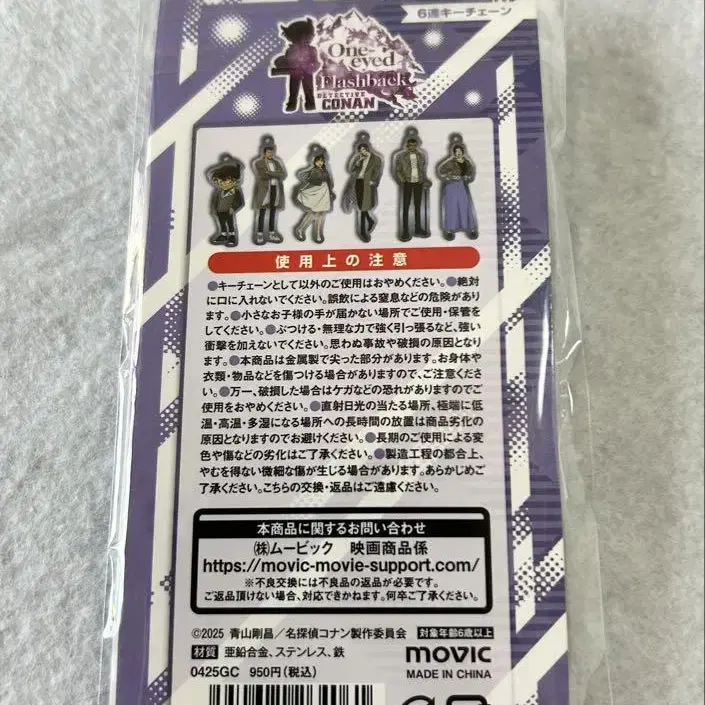 6連キーチェーン
One-eyed
Flashback
DETECTIVE
CONAN
使用上の注意
●キーチェーンとして以外のご使用はおやめください。●絶対
に口に入れないでください。誤飲による窒息などの危険があり
ます。●小さなお子様の手が届かない場所でご使用・保管を
してください。●ぶつける・無理な力で強く引っ張るなど、強い
衝撃を加えないでください。思わぬ事故や破損の原因となり
ます。●本商品は金属製で尖った部分があります。お身体や
衣類・物品などを傷つける場合がありますので、ご注意くださ
い。●万一、破損した場合はケガなどの恐れがありますのでご
使用をおやめください。●直射日光の当たる場所、極端に低
温・高温・多湿になる場所への長時間の放置は商品劣化の
原因となりますのでお避けください。●長期のご使用による変
色や傷などの劣化はご了承ください。●製造工程の都合上、
やむを得ない微細な傷が生じる場合があります。あらかじめご
了承ください。こちらの交換・返品はご遠慮ください。
本商品に関するお問い合わせ
㈱ムービック 映画商品係
https://movic-movie-support.com/
※不良交換には不良品の返品が必要です。
ご返品頂けない場合、対応できかねます。何卒ご了承ください。
©2025 青山剛昌/名探偵コナン製作委員会 対象年齢6歳以上
材質 亜鉛合金、ステンレス、鉄
movic
0425GC 950円(税込)
MADE IN CHINA